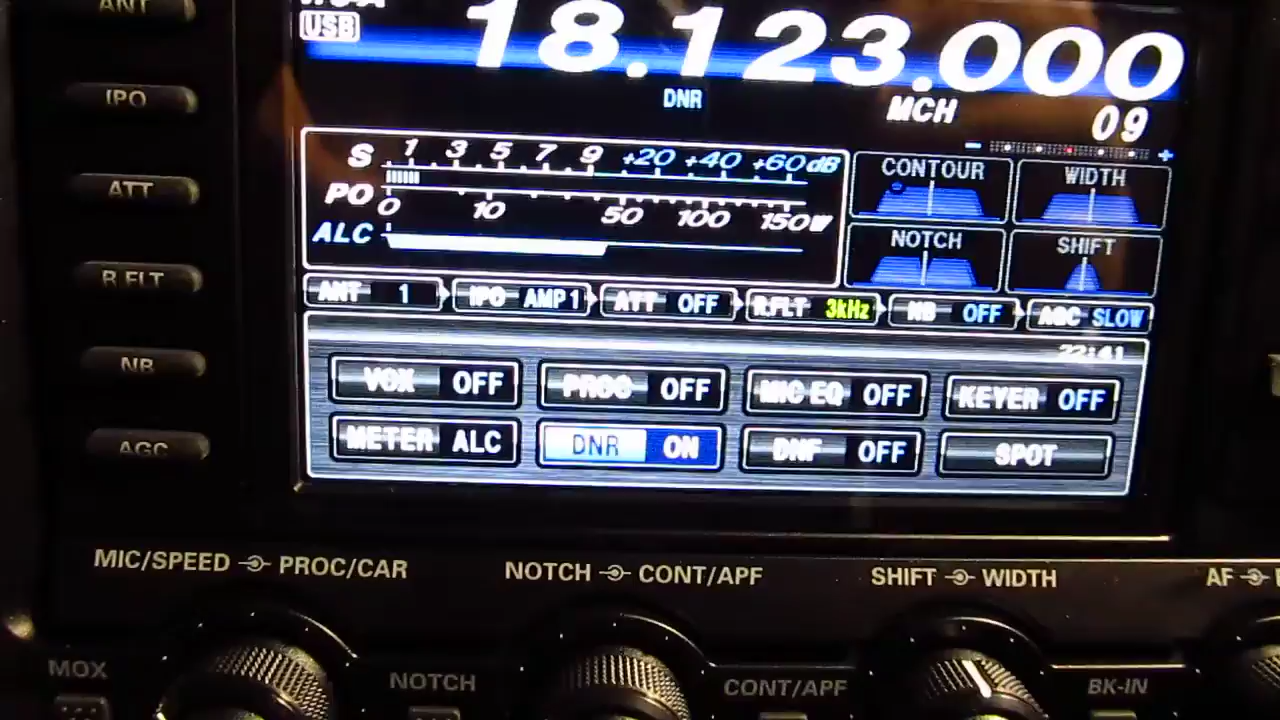 ANT
USB 18.123.000
IPO
DNR
MCH 09
S 1 3 5 7 9 +20 +40 +60dB
- +
CONTOUR WIDTH
ATT
PO 0 10 50 100 150W
ALC
NOTCH SHIFT
R.FLT
ANT 1 IPO AMP1 ATT OFF R.FLT 3kHz NB OFF AGC SLOW
22:41
NB
VOX OFF PROC OFF MIC EQ OFF KEYER OFF
AGC
METER ALC DNR ON DNF OFF SPOT
MIC/SPEED PROC/CAR NOTCH CONT/APF SHIFT WIDTH AF
MOX NOTCH CONT/APF BK-IN